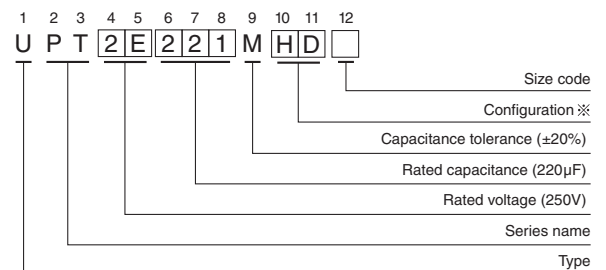 1 2 3 4 5 6 7 8 9 10 11 12
U P T 2 E 2 2 1 M H D
Size code
Configuration ※
Capacitance tolerance (±20%)
Rated capacitance (220µF)
Rated voltage (250V)
Series name
Type